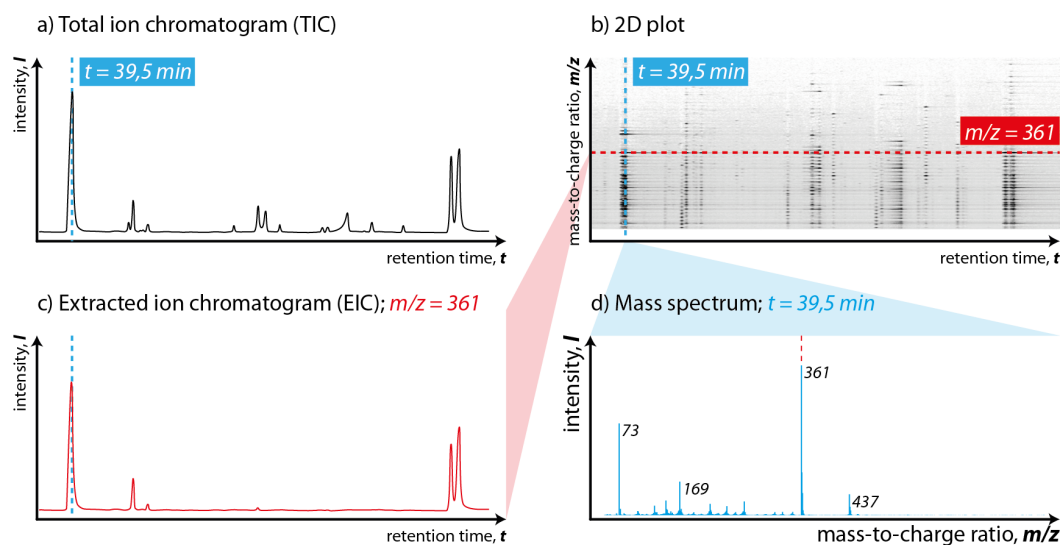 a) Total ion chromatogram (TIC)
intensity, I
t = 39,5 min
retention time, t
b) 2D plot
mass-to-charge ratio, m/z
t = 39,5 min
m/z = 361
retention time, t
c) Extracted ion chromatogram (EIC); m/z = 361
intensity, I
retention time, t
d) Mass spectrum; t = 39,5 min
intensity, I
361
73
169
437
mass-to-charge ratio, m/z